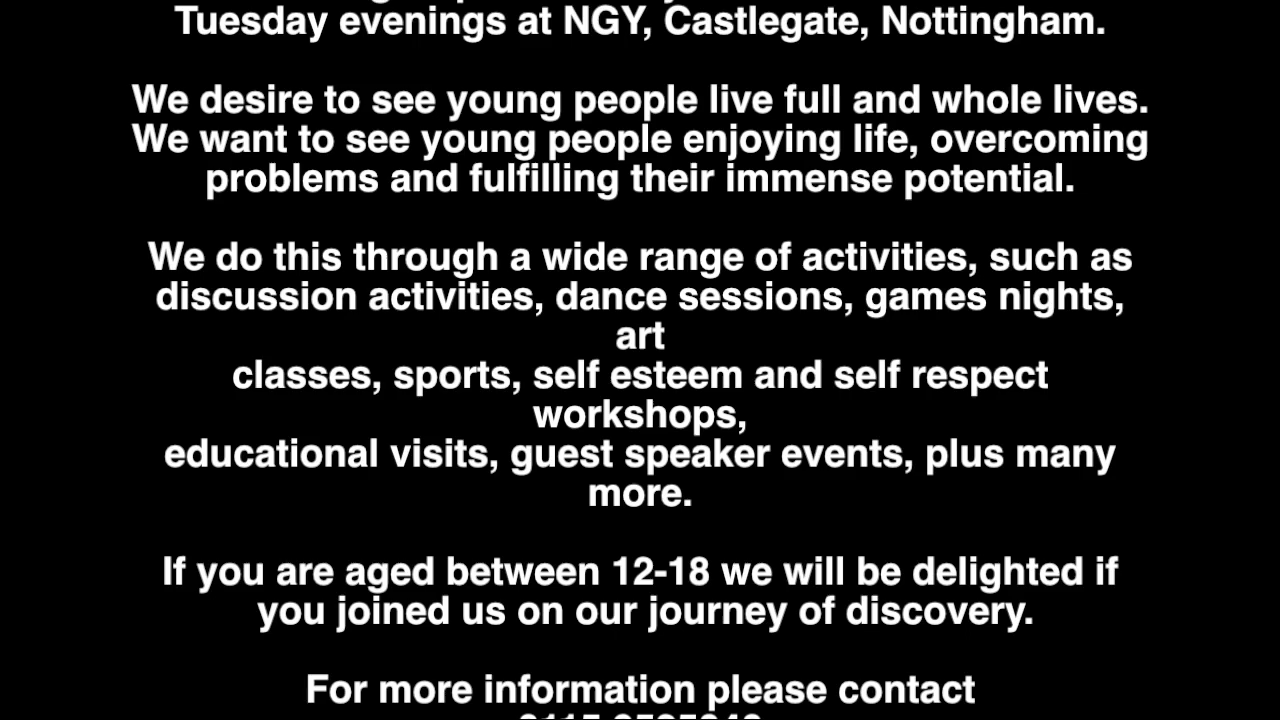 Tuesday evenings at NGY, Castlegate, Nottingham.
We desire to see young people live full and whole lives.
We want to see young people enjoying life, overcoming
problems and fulfilling their immense potential.
We do this through a wide range of activities, such as
discussion activities, dance sessions, games nights,
art
classes, sports, self esteem and self respect
workshops,
educational visits, guest speaker events, plus many
more.
If you are aged between 12-18 we will be delighted if
you joined us on our journey of discovery.
For more information please contact